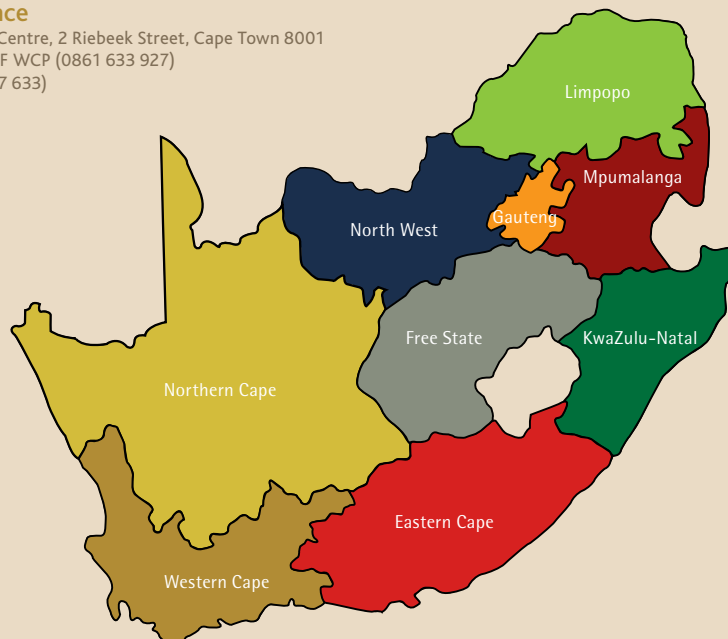 nce
Centre, 2 Riebeek Street, Cape Town 8001
F WCP (0861 633 927)
7 633)
Limpopo
Mpumalanga
Gauteng
North West
Free State
KwaZulu-Natal
Northern Cape
Eastern Cape
Western Cape